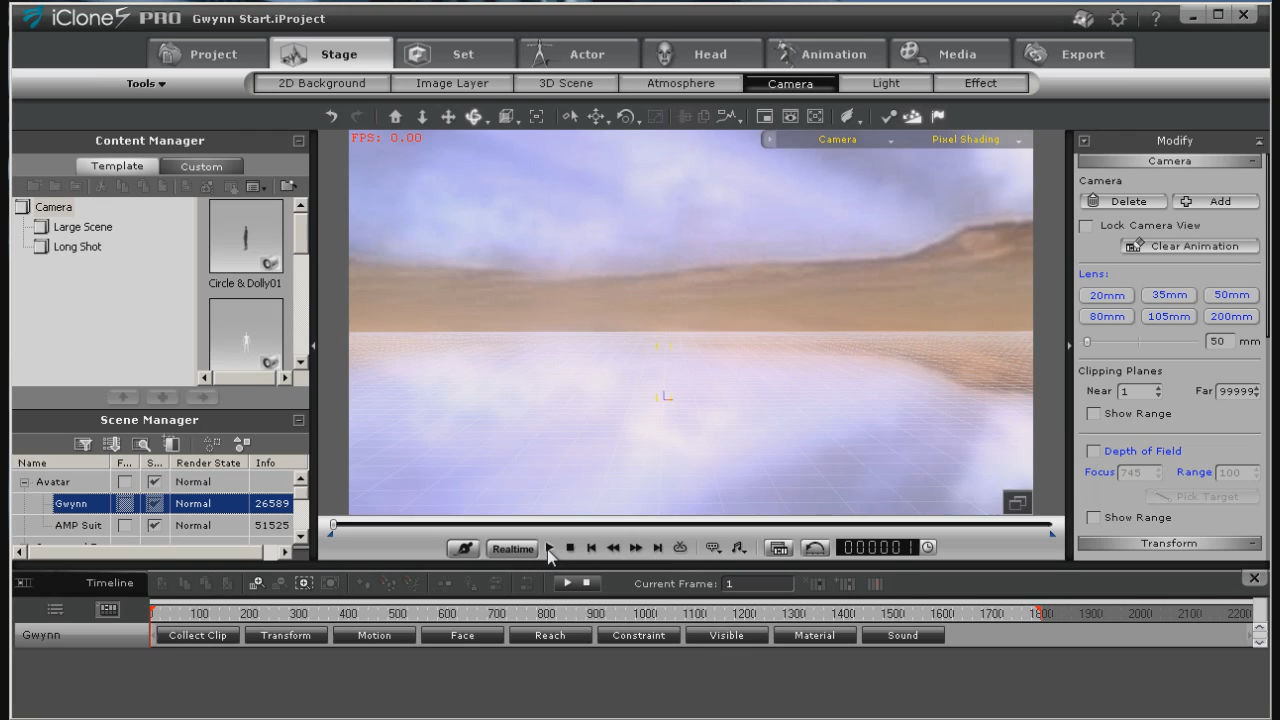 iClone5 PRO Gwynn Start.iProject
Project Stage Set Actor Head Animation Media Export
Tools 2D Background Image Layer 3D Scene Atmosphere Camera Light Effect
Content Manager
Template Custom
Camera
Large Scene
Long Shot
Circle & Dolly01
FPS: 0.00
Camera Pixel Shading
Modify
Camera
Camera
Delete Add
Lock Camera View
Clear Animation
Lens:
20mm 35mm 50mm
80mm 105mm 200mm
50 mm
Clipping Planes
Near 1 Far 99999
Show Range
Depth of Field
Focus 745 Range 100
Pick Target
Show Range
Transform
Scene Manager
Name F... S... Render State Info
Avatar Normal
Gwynn Normal 26589
AMP Suit Normal 51525
Realtime
000001
Timeline Current Frame: 1
100 200 300 400 500 600 700 800 900 1000 1100 1200 1300 1400 1500 1600 1700 1800 1900 2000 2100 2200
Gwynn Collect Clip Transform Motion Face Reach Constraint Visible Material Sound